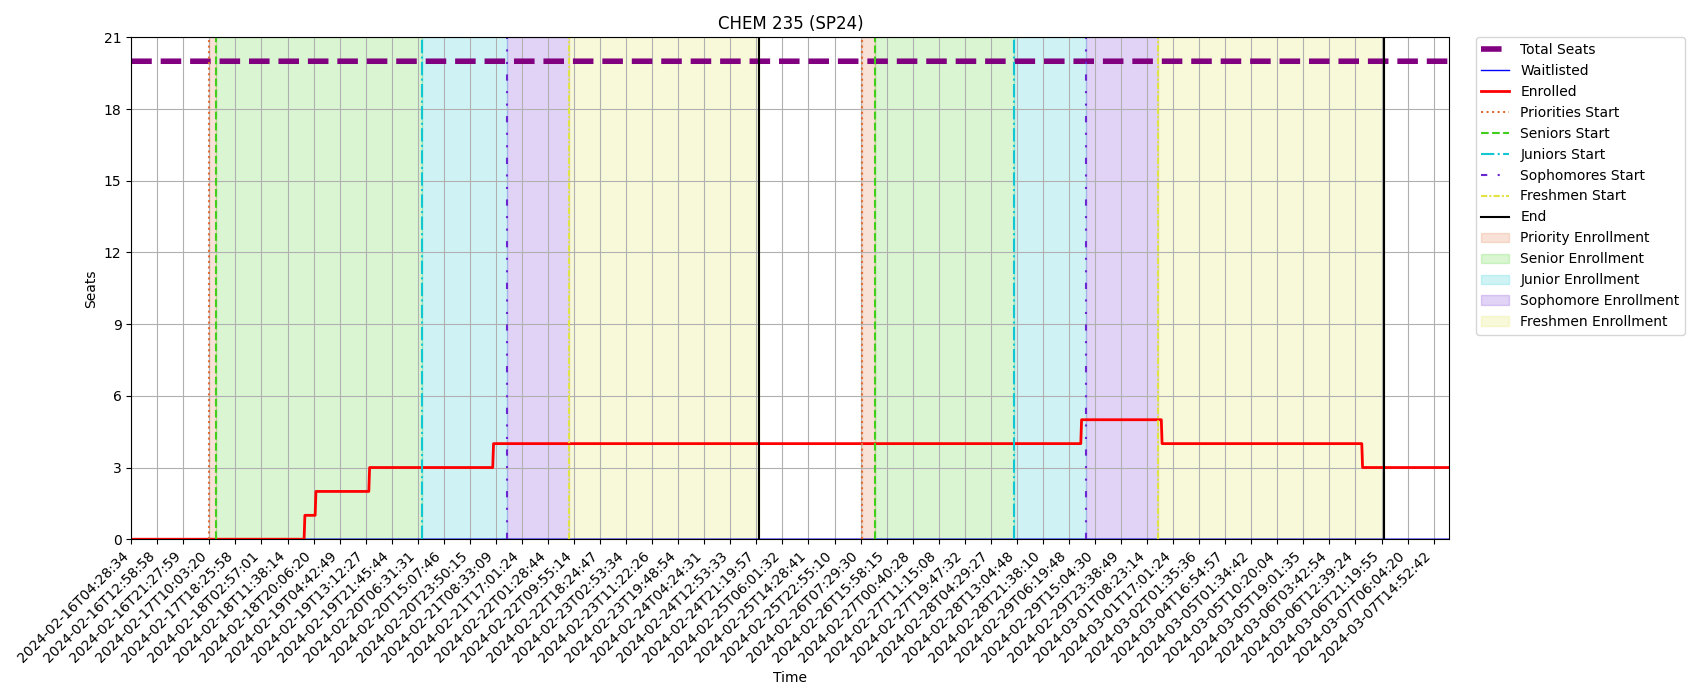 CHEM 235 (SP24)
21
18
15
12
9
6
3
0
Seats
2024-02-16T04:28:34
2024-02-16T12:58:58
2024-02-16T21:27:59
2024-02-17T10:03:20
2024-02-17T18:25:58
2024-02-18T02:57:01
2024-02-18T11:38:14
2024-02-18T20:06:20
2024-02-19T04:42:49
2024-02-19T13:12:27
2024-02-19T21:45:44
2024-02-20T06:31:31
2024-02-20T15:07:46
2024-02-20T23:50:15
2024-02-21T08:33:09
2024-02-21T17:01:24
2024-02-22T01:28:44
2024-02-22T09:55:14
2024-02-22T18:24:47
2024-02-23T02:53:34
2024-02-23T11:22:26
2024-02-23T19:48:54
2024-02-24T04:24:31
2024-02-24T12:53:33
2024-02-24T21:19:57
2024-02-25T06:01:32
2024-02-25T14:28:41
2024-02-25T22:55:10
2024-02-26T07:29:30
2024-02-26T15:58:15
2024-02-27T00:40:28
2024-02-27T11:15:08
2024-02-27T19:47:32
2024-02-28T04:29:27
2024-02-28T13:04:48
2024-02-28T21:38:10
2024-02-29T06:19:48
2024-02-29T15:04:30
2024-02-29T23:38:49
2024-03-01T08:23:14
2024-03-01T17:01:24
2024-03-02T01:35:36
2024-03-04T16:54:57
2024-03-05T01:34:42
2024-03-05T10:20:04
2024-03-05T19:01:35
2024-03-06T03:42:54
2024-03-06T12:39:24
2024-03-06T21:19:55
2024-03-07T06:04:20
2024-03-07T14:52:42
Time
Total Seats
Waitlisted
Enrolled
Priorities Start
Seniors Start
Juniors Start
Sophomores Start
Freshmen Start
End
Priority Enrollment
Senior Enrollment
Junior Enrollment
Sophomore Enrollment
Freshmen Enrollment